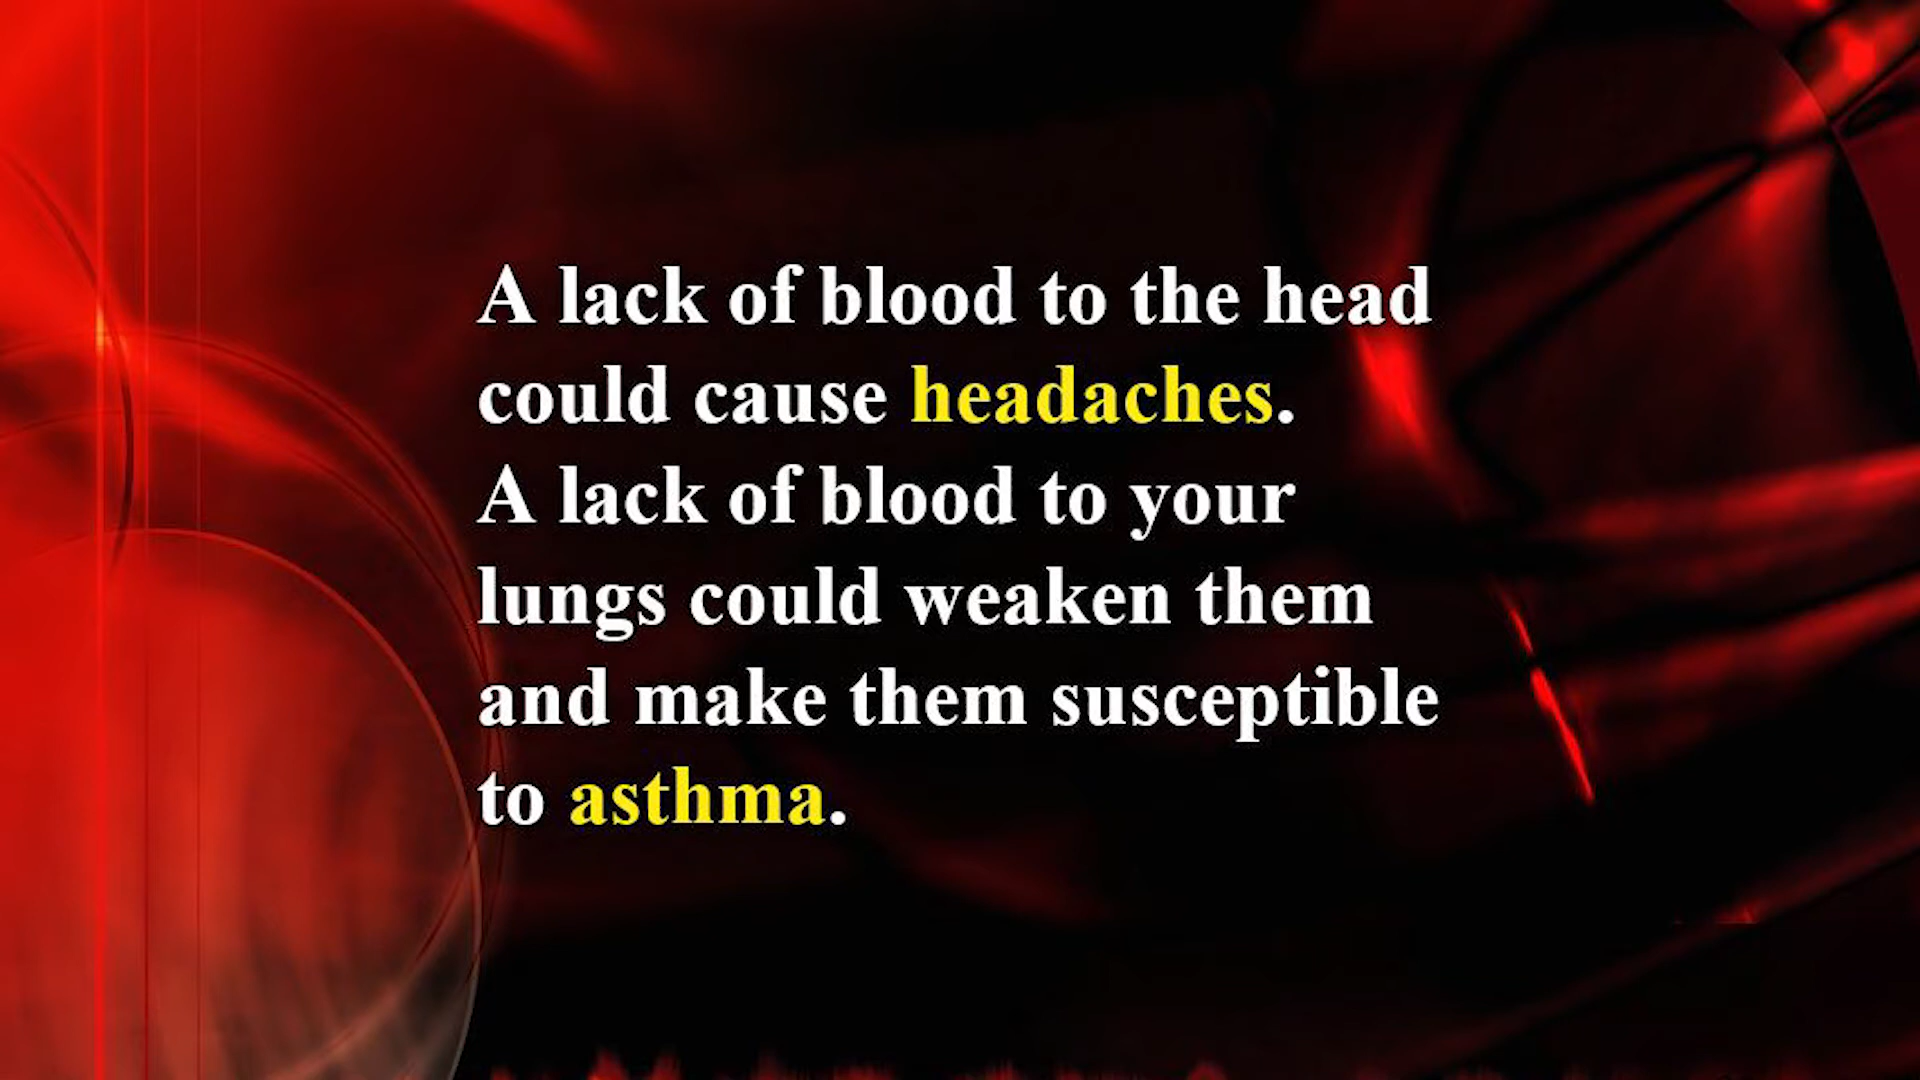 A lack of blood to the head
could cause headaches.
A lack of blood to your
lungs could weaken them
and make them susceptible
to asthma.